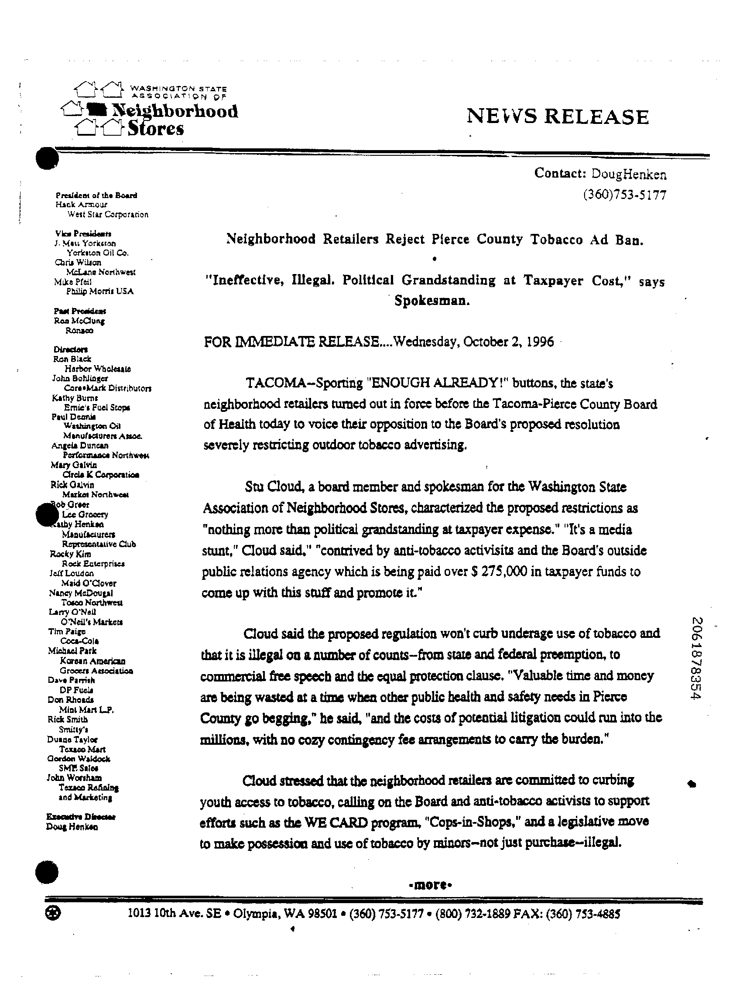 WASHINGTON STATE
ASSOCIATION OF
Neighborhood
Stores
NEWS RELEASE
Contact: DougHenken
(360)753-5177
President of the Board
Hack Armour
West Star Corporation
Vice Presidents
J. Matt Yorkston
Yorkston Oil Co.
Chris Wilson
McLane Northwest
Mike Pfeil
Philip Morris USA
Past President
Ron McClung
Ronsco
Directors
Ron Black
Harbor Wholesale
John Bohlinger
Core•Mark Distributors
Kathy Burns
Ernie's Fuel Stops
Paul Dennis
Washington Oil
Manufacturers Assoc.
Angela Duncan
Performance Northwest
Mary Galvin
Circle K Corporation
Rick Galvin
Market Northwest
Bob Greer
Lee Grocery
Kathy Henken
Manufacturers
Representative Club
Rocky Kim
Rock Enterprises
Jeff Loudon
Maid O'Clover
Nancy McDougal
Tosco Northwest
Larry O'Neil
O'Neil's Markets
Tim Paige
Coca-Cola
Michael Park
Korean American
Grocers Association
Dave Parrish
DP Fuels
Don Rhoads
Mini Mart L.P.
Rick Smith
Smitty's
Duane Taylor
Texaco Mart
Gordon Waldock
SME Sales
John Worsham
Texaco Refining
and Marketing
Executive Director
Doug Henken
Neighborhood Retailers Reject Pierce County Tobacco Ad Ban.
"Ineffective, Illegal. Political Grandstanding at Taxpayer Cost," says
Spokesman.
FOR IMMEDIATE RELEASE....Wednesday, October 2, 1996
TACOMA--Sporting "ENOUGH ALREADY!" buttons, the state's
neighborhood retailers turned out in force before the Tacoma-Pierce County Board
of Health today to voice their opposition to the Board's proposed resolution
severely restricting outdoor tobacco advertising.
Stu Cloud, a board member and spokesman for the Washington State
Association of Neighborhood Stores, characterized the proposed restrictions as
"nothing more than political grandstanding at taxpayer expense." "It's a media
stunt," Cloud said," "contrived by anti-tobacco activisits and the Board's outside
public relations agency which is being paid over $ 275,000 in taxpayer funds to
come up with this stuff and promote it."
Cloud said the proposed regulation won't curb underage use of tobacco and
that it is illegal on a number of counts--from state and federal preemption, to
commercial free speech and the equal protection clause. "Valuable time and money
are being wasted at a time when other public health and safety needs in Pierce
County go begging," he said, "and the costs of potential litigation could run into the
millions, with no cozy contingency fee arrangements to carry the burden."
Cloud stressed that the neighborhood retailers are committed to curbing
youth access to tobacco, calling on the Board and anti-tobacco activists to support
efforts such as the WE CARD program, "Cops-in-Shops," and a legislative move
to make possession and use of tobacco by minors--not just purchase--illegal.
-more-
2061878354
1013 10th Ave. SE • Olympia, WA 98501 • (360) 753-5177 • (800) 732-1889 FAX: (360) 753-4885